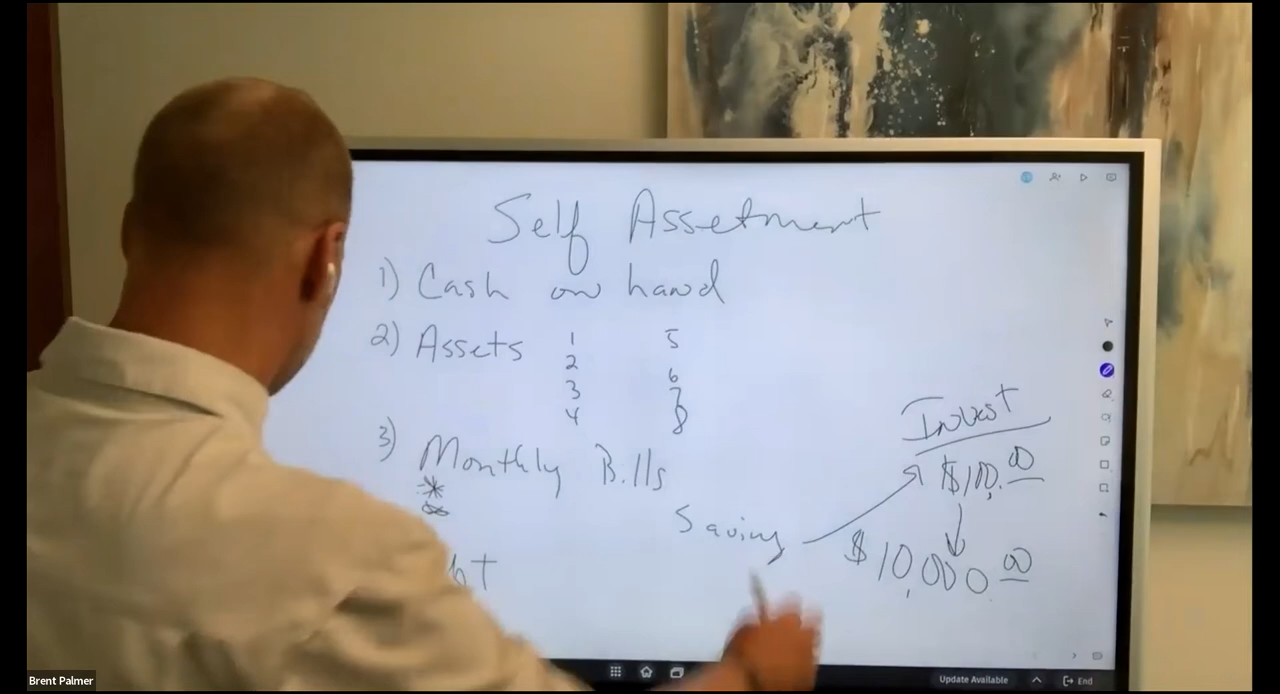 Self Assetment
1) Cash on hand
2) Assets
1 5
2 6
3 7
4 8
3) Monthly Bills
Invest
$100.00
Saving
$10,000.00
bt
Brent Palmer
Update Available
End